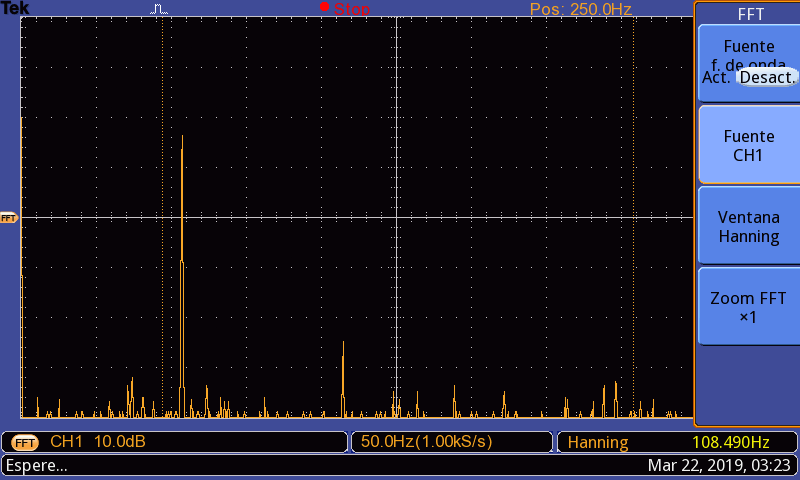 Tek
Stop
Pos: 250.0Hz
FFT
Fuente
f. de onda
Act. Desact.
Fuente
CH1
Ventana
Hanning
Zoom FFT
×1
FFT
FFT CH1 10.0dB
50.0Hz(1.00kS/s)
Hanning 108.490Hz
Espere...
Mar 22, 2019, 03:23